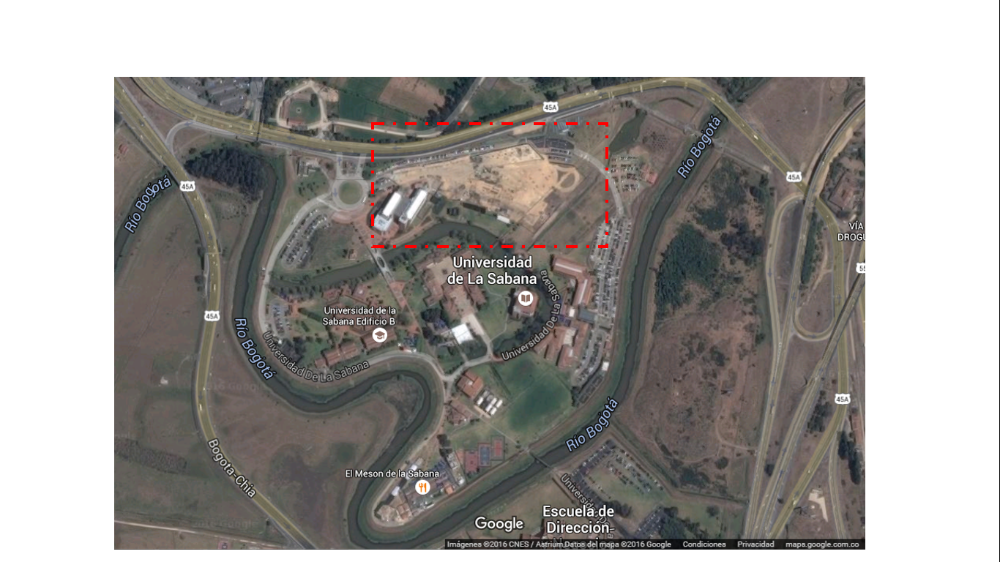 45A
Río Bogotá
Río Bogotá
45A
45A
VÍA
DROGU
Universidad
de La Sabana
55
Sabana
Universidad de la
Sabana Edificio B
45A
Río Bogotá
Universidad De La Sabana
Universidad De La
45A
Río Bogotá
Bogota-Chia
El Meson de la Sabana
Escuela de
Dirección
Google
Imágenes ©2016 CNES / Astrium,Datos del mapa ©2016 Google Condiciones Privacidad maps.google.com.co